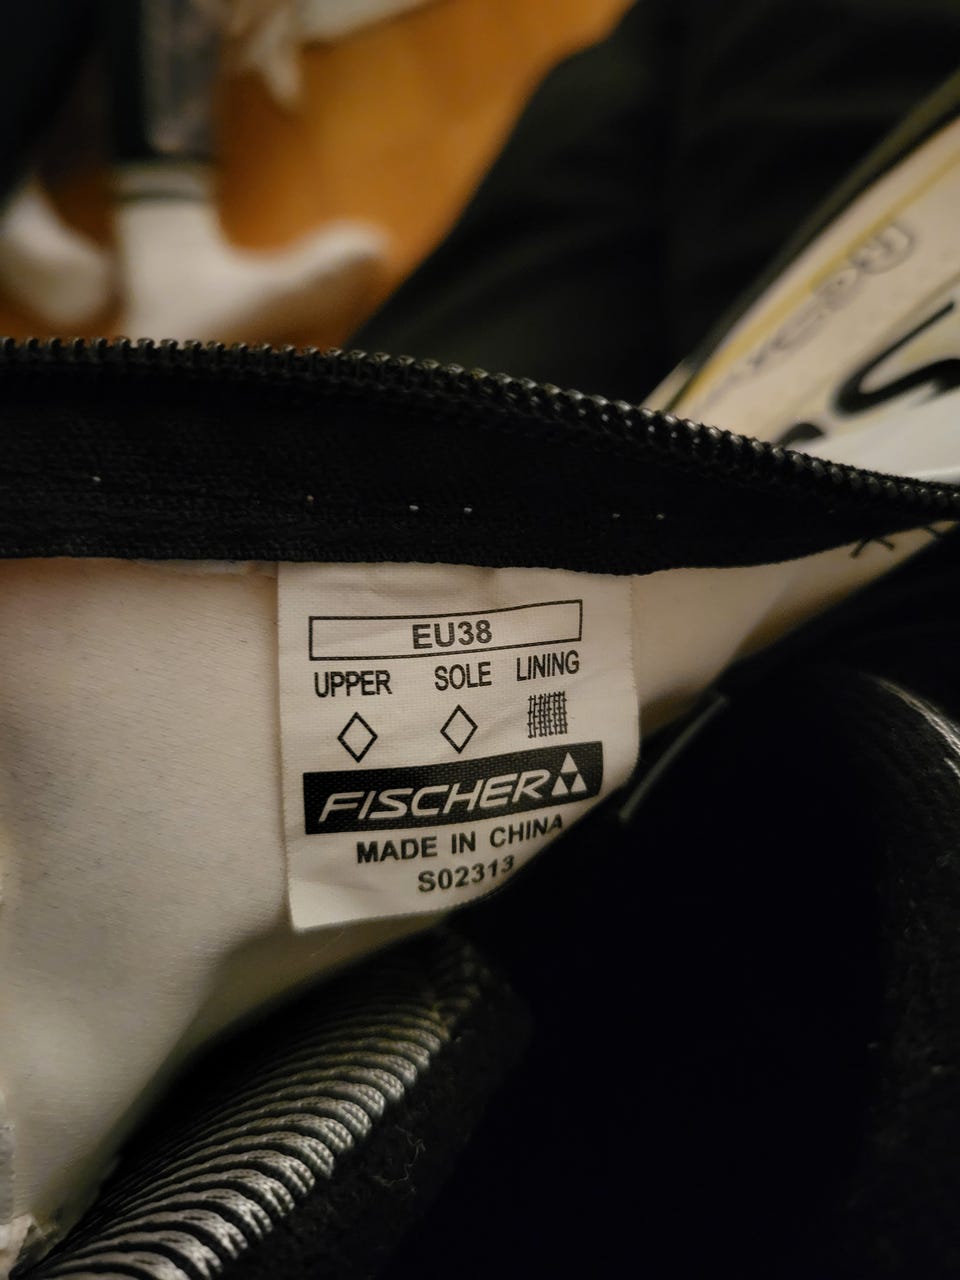 EU38
UPPER SOLE LINING
FISCHER
MADE IN CHINA
S02313